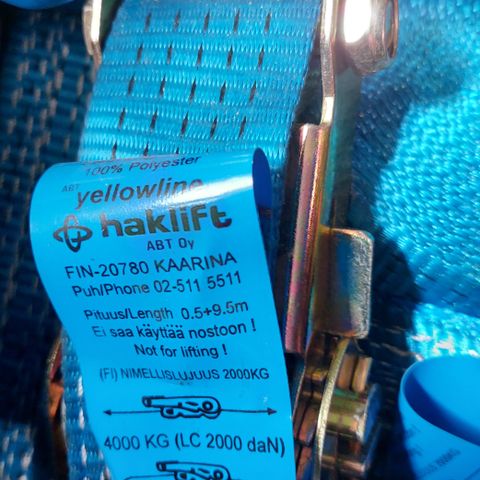 100% Polyester
ABT yellowline
haklift
ABT Oy
FIN-20780 KAARINA
Puh/Phone 02-511 5511
Pituus/Length 0.5+9.5m
Ei saa käyttää nostoon !
Not for lifting !
(FI) NIMELLISLUJUUS 2000KG
4000 KG (LC 2000 daN)